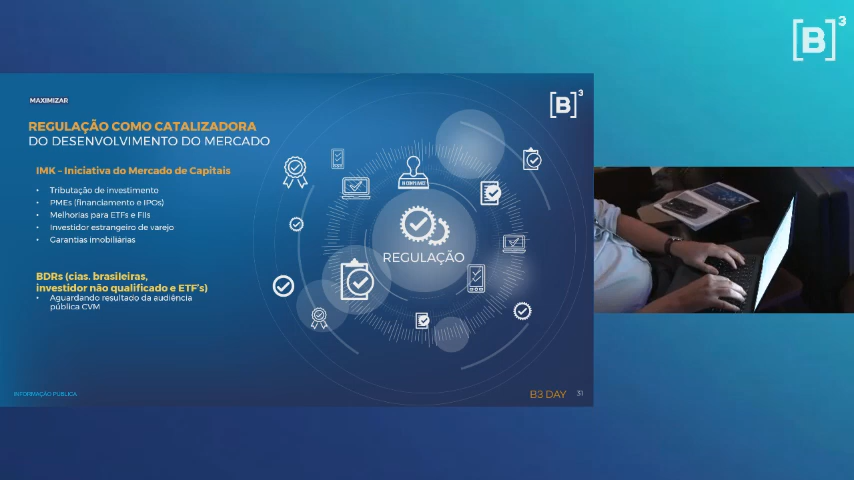 [B]³
MAXIMIZAR
[B]³
REGULAÇÃO COMO CATALIZADORA
DO DESENVOLVIMENTO DO MERCADO
IMK – Iniciativa do Mercado de Capitais
• Tributação de investimento
• PMEs (financiamento e IPOs)
• Melhorias para ETFs e FIIs
• Investidor estrangeiro de varejo
• Garantias imobiliárias
REGULAÇÃO
BDRs (cias. brasileiras,
investidor não qualificado e ETF's)
• Aguardando resultado da audiência
pública CVM
INFORMAÇÃO PÚBLICA
B3 DAY 31